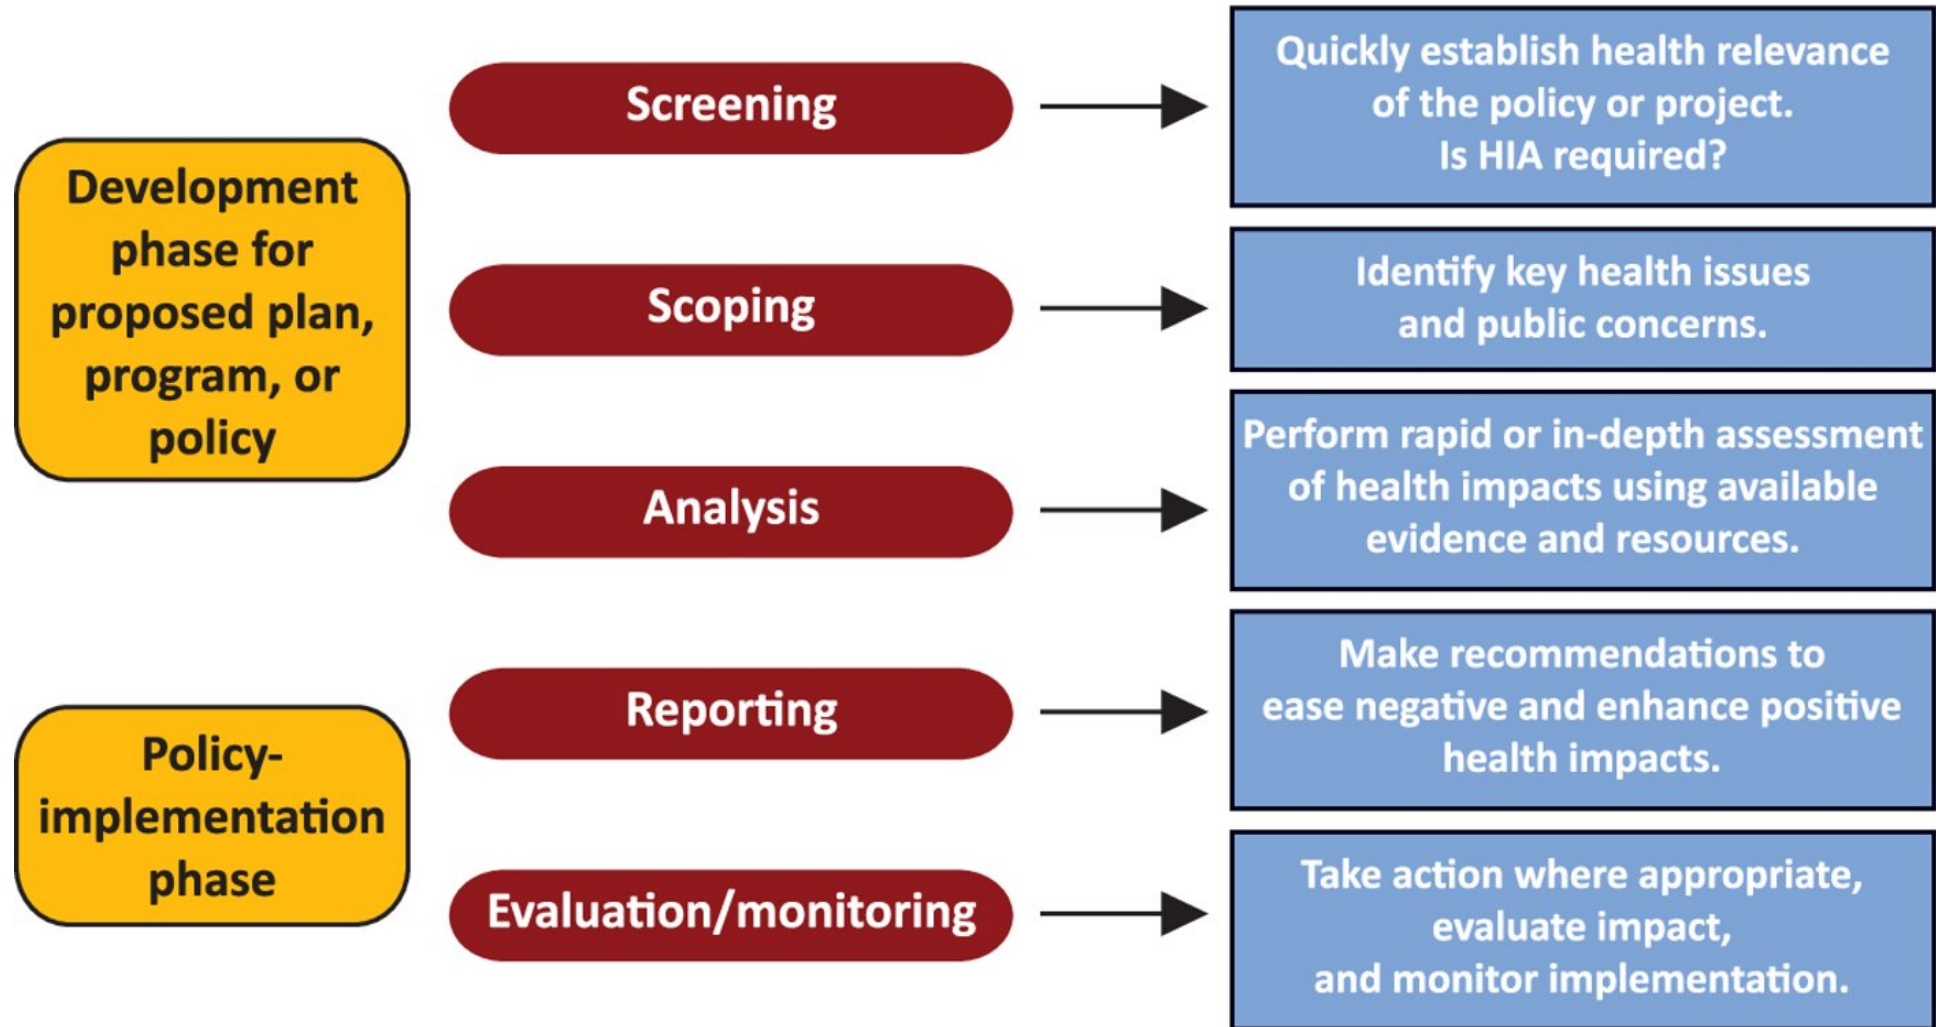 Development
phase for
proposed plan,
program, or
policy
Screening
Quickly establish health relevance
of the policy or project.
Is HIA required?
Scoping
Identify key health issues
and public concerns.
Analysis
Perform rapid or in-depth assessment
of health impacts using available
evidence and resources.
Policy-
implementation
phase
Reporting
Make recommendations to
ease negative and enhance positive
health impacts.
Evaluation/monitoring
Take action where appropriate,
evaluate impact,
and monitor implementation.